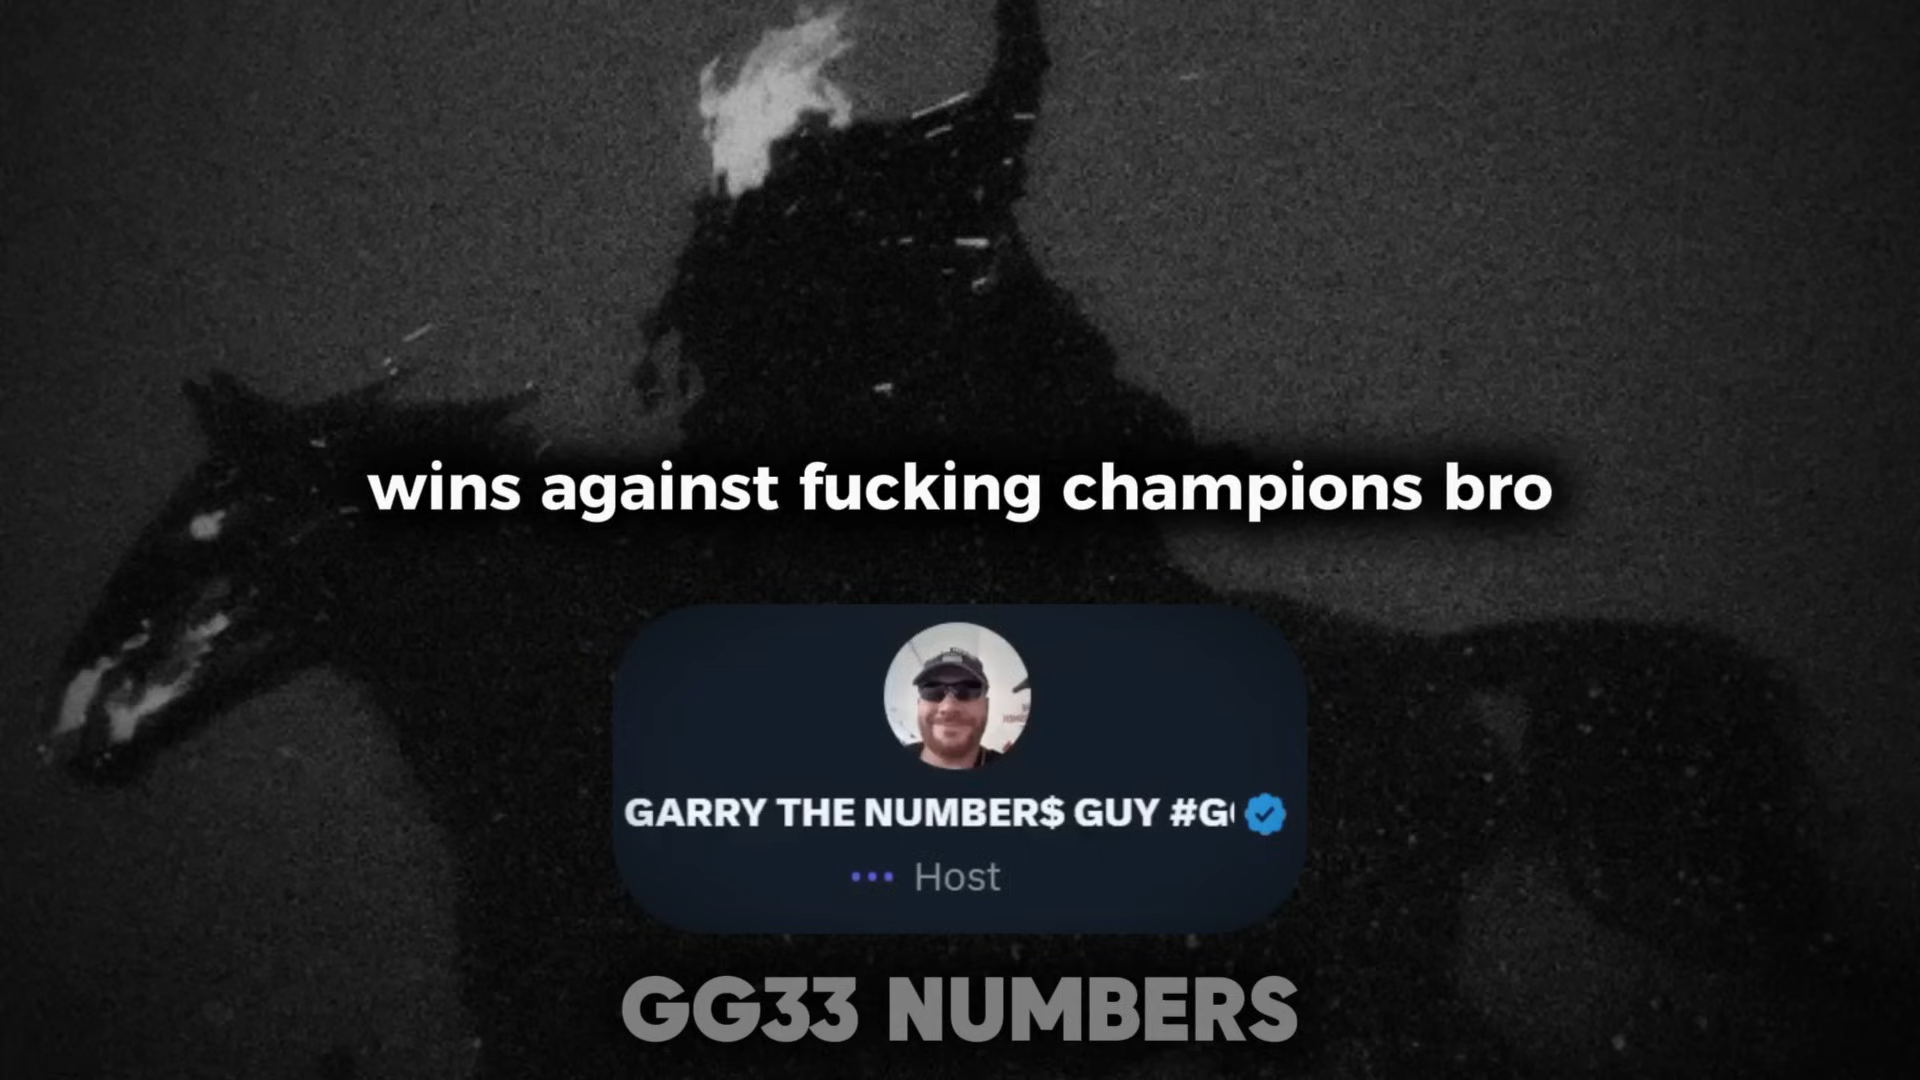 wins against fucking champions bro
GARRY THE NUMBER$ GUY #G
Host
GG33 NUMBERS